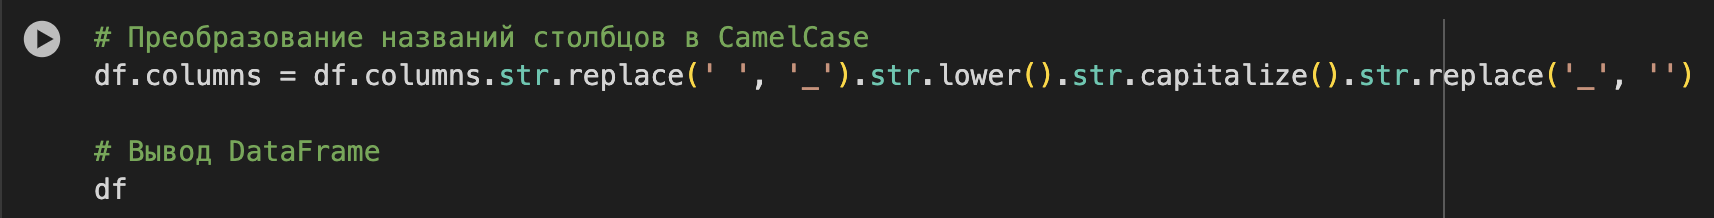 # Преобразование названий столбцов в CamelCase
df.columns = df.columns.str.replace(' ', '_').str.lower().str.capitalize().str.replace('_', '')
# Вывод DataFrame
df